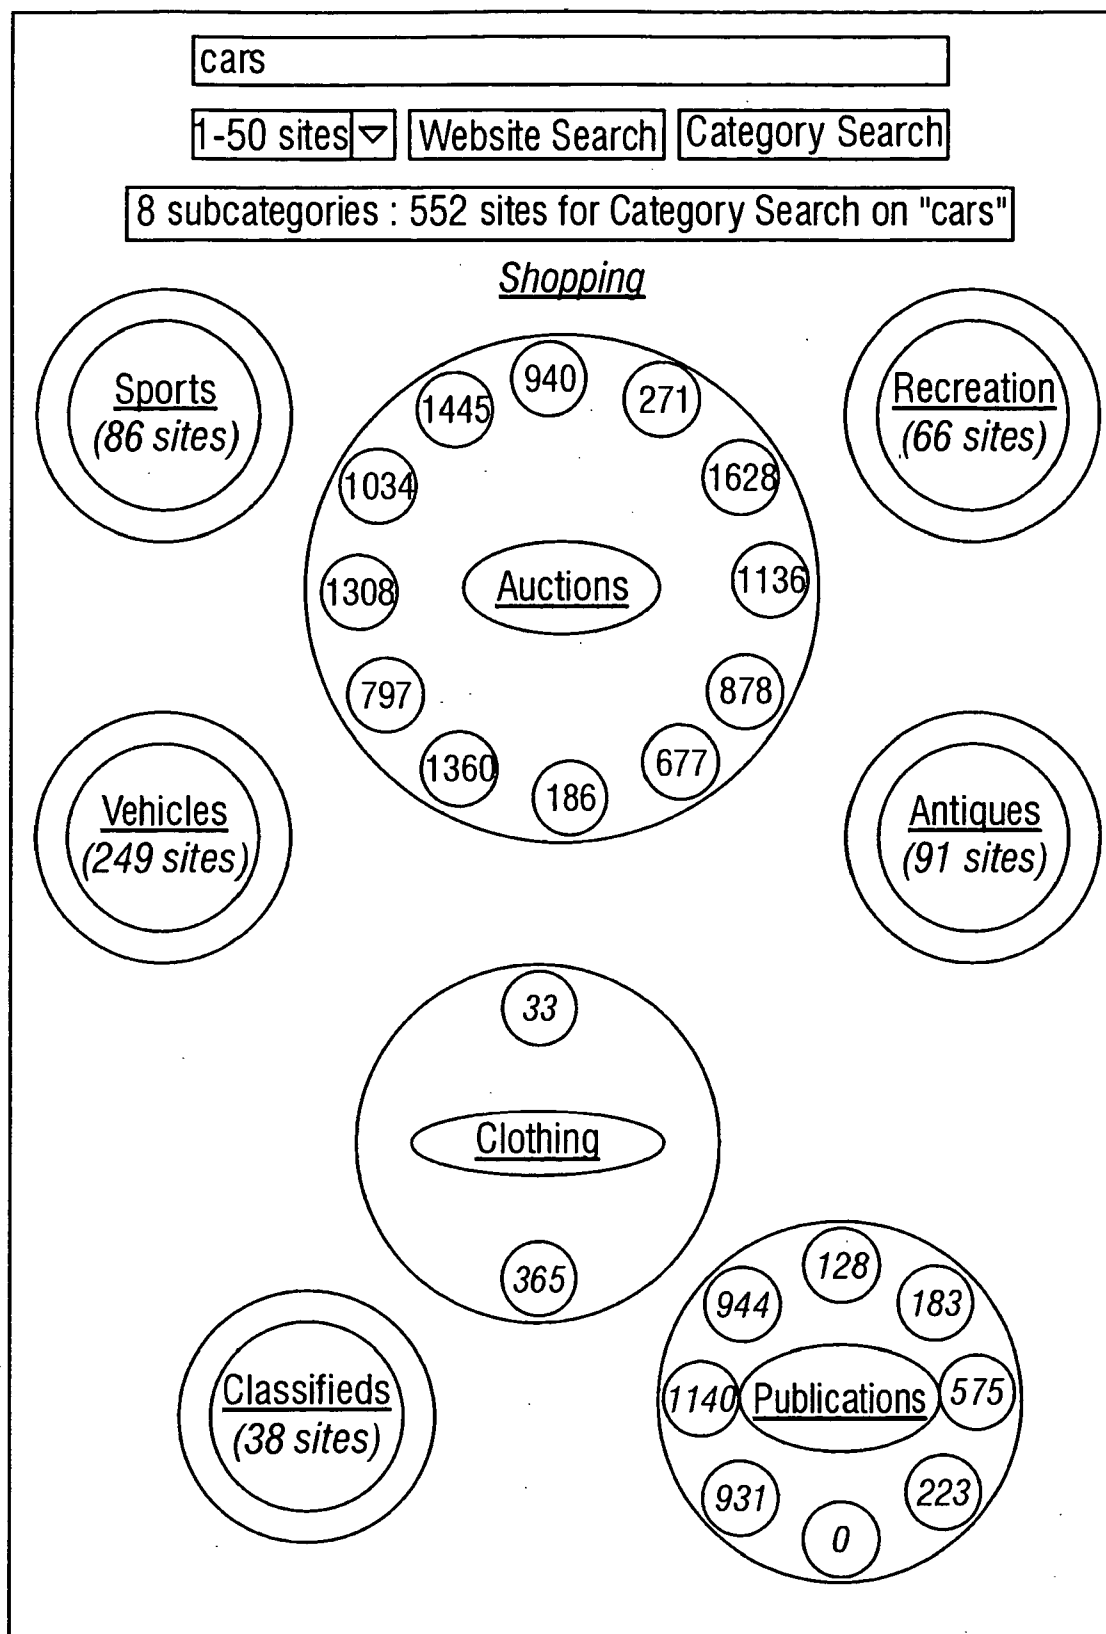 cars
1-50 sites
Website Search
Category Search
8 subcategories : 552 sites for Category Search on "cars"
Shopping
Sports
(86 sites)
Recreation
(66 sites)
940
271
1628
1136
878
677
186
1360
797
1308
1034
1445
Auctions
Vehicles
(249 sites)
Antiques
(91 sites)
33
Clothing
365
Classifieds
(38 sites)
128
183
575
223
0
931
1140
944
Publications